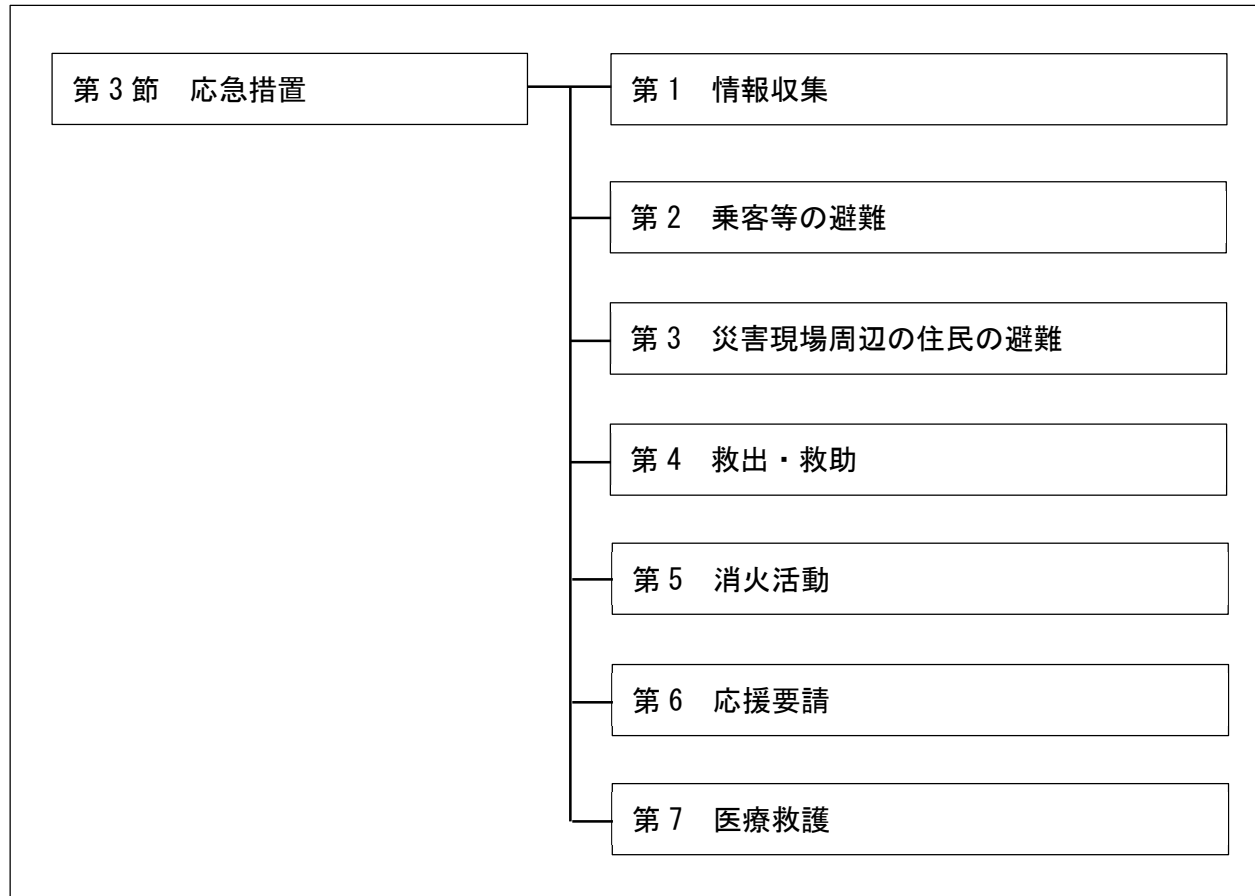 第3節　応急措置
第1　情報収集
第2　乗客等の避難
第3　災害現場周辺の住民の避難
第4　救出・救助
第5　消火活動
第6　応援要請
第7　医療救護